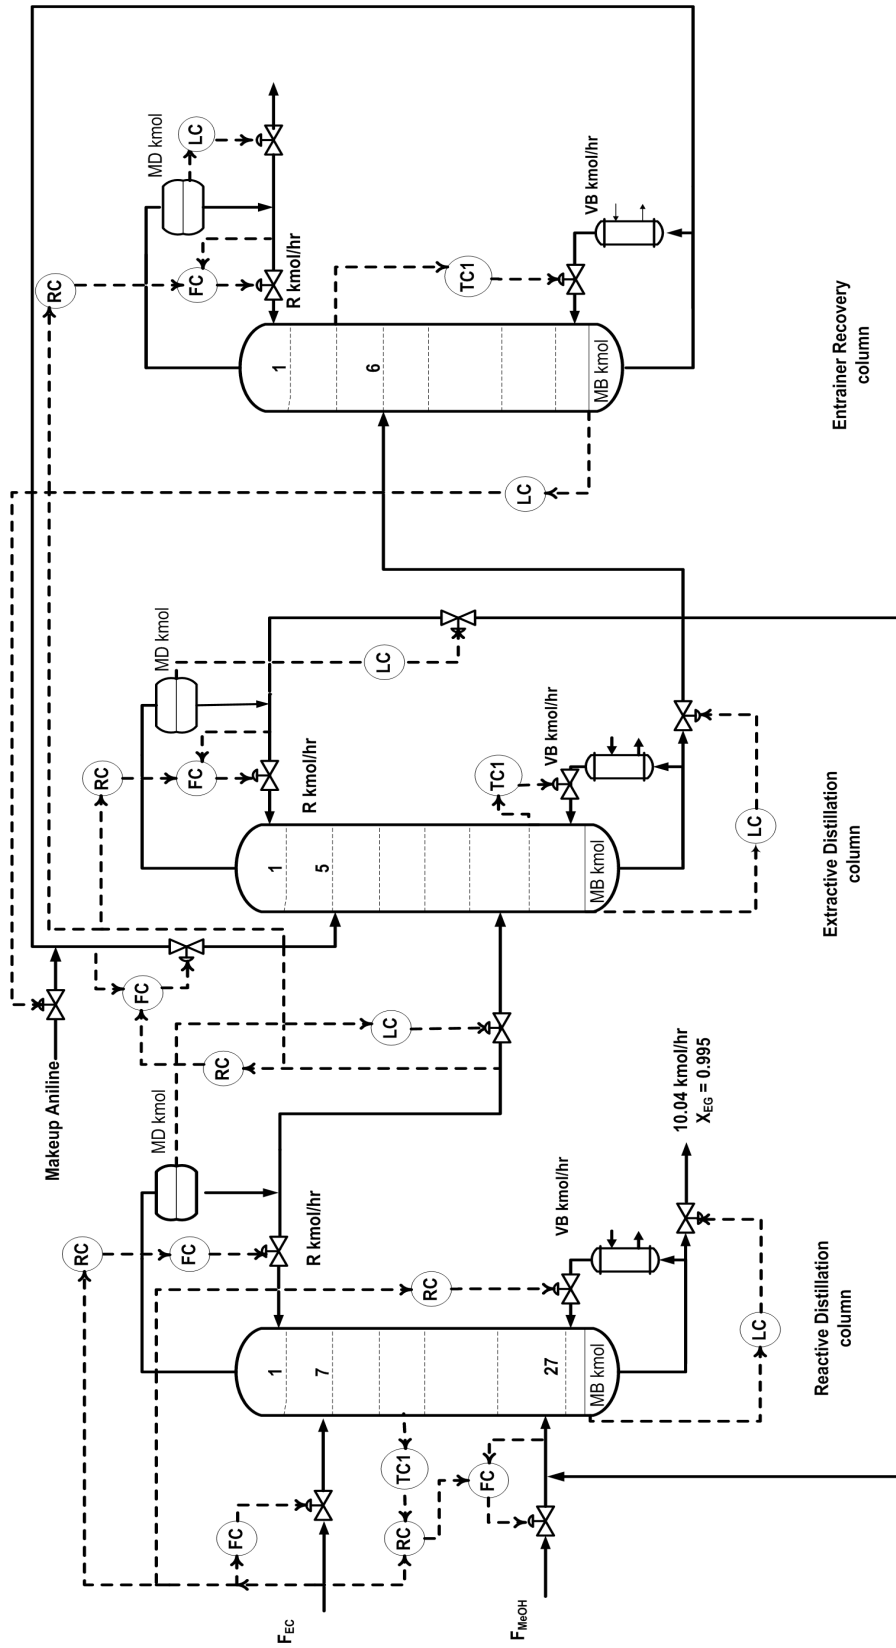 F_EC
F_MeOH
FC
RC
TC1
FC
RC
FC
1
7
27
MB kmol
R kmol/hr
MD kmol
RC
VB kmol/hr
LC
10.04 kmol/hr
X_EG = 0.995
Reactive Distillation
column
Makeup Aniline
RC
FC
LC
RC
FC
1
5
MB kmol
R kmol/hr
MD kmol
LC
TC1
VB kmol/hr
LC
Extractive Distillation
column
LC
RC
FC
1
6
MB kmol
R kmol/hr
MD kmol
LC
TC1
VB kmol/hr
Entrainer Recovery
column